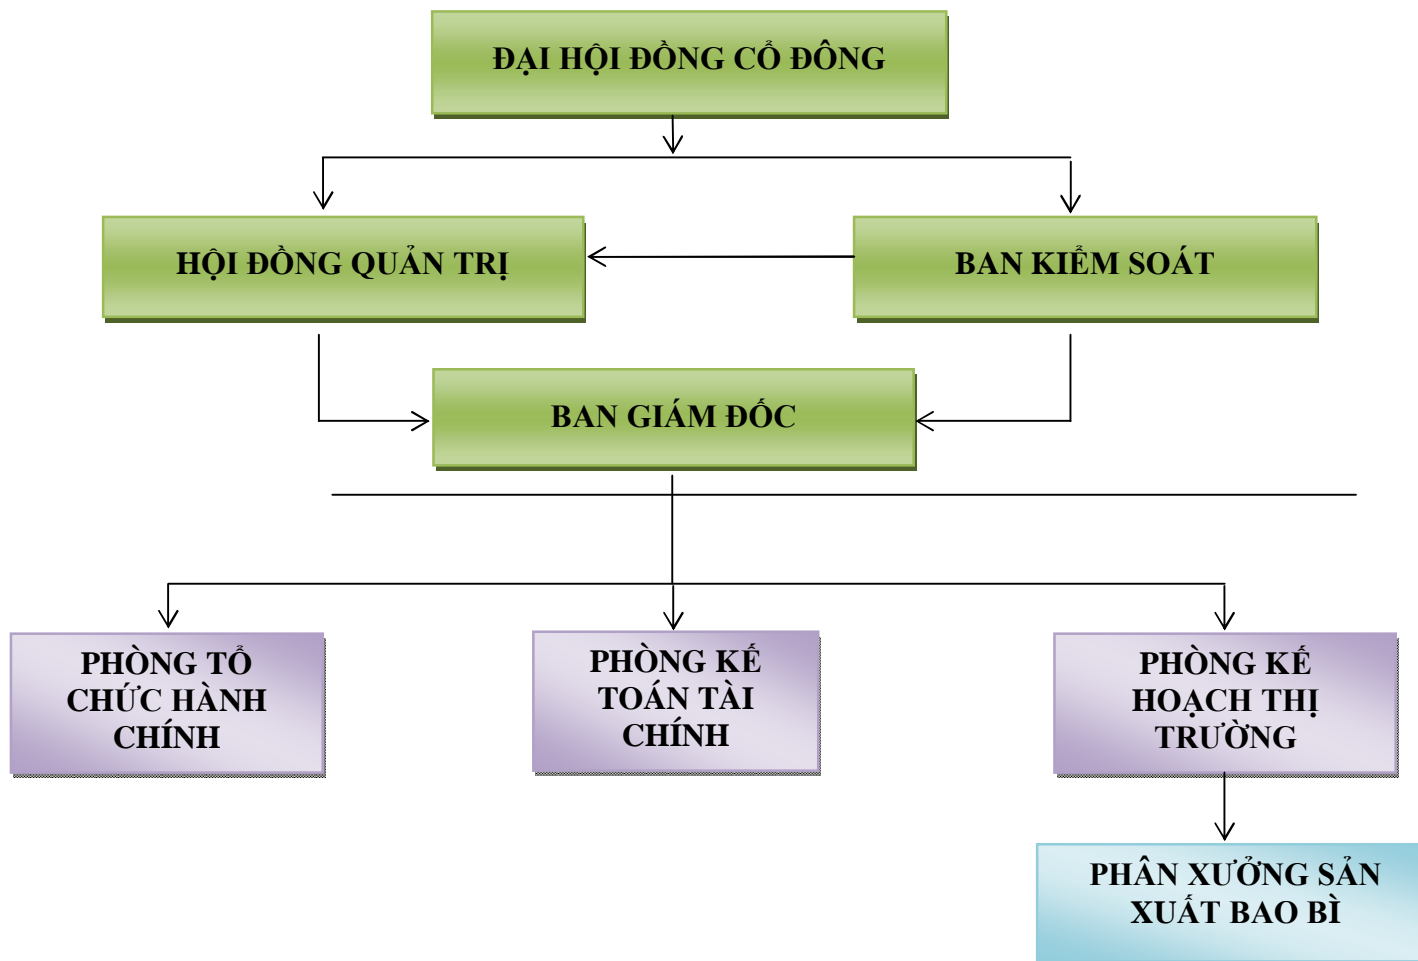 ĐẠI HỘI ĐỒNG CỔ ĐÔNG
HỘI ĐỒNG QUẢN TRỊ
BAN KIỂM SOÁT
BAN GIÁM ĐỐC
PHÒNG TỔ
CHỨC HÀNH
CHÍNH
PHÒNG KẾ
TOÁN TÀI
CHÍNH
PHÒNG KẾ
HOẠCH THỊ
TRƯỜNG
PHÂN XƯỞNG SẢN
XUẤT BAO BÌ